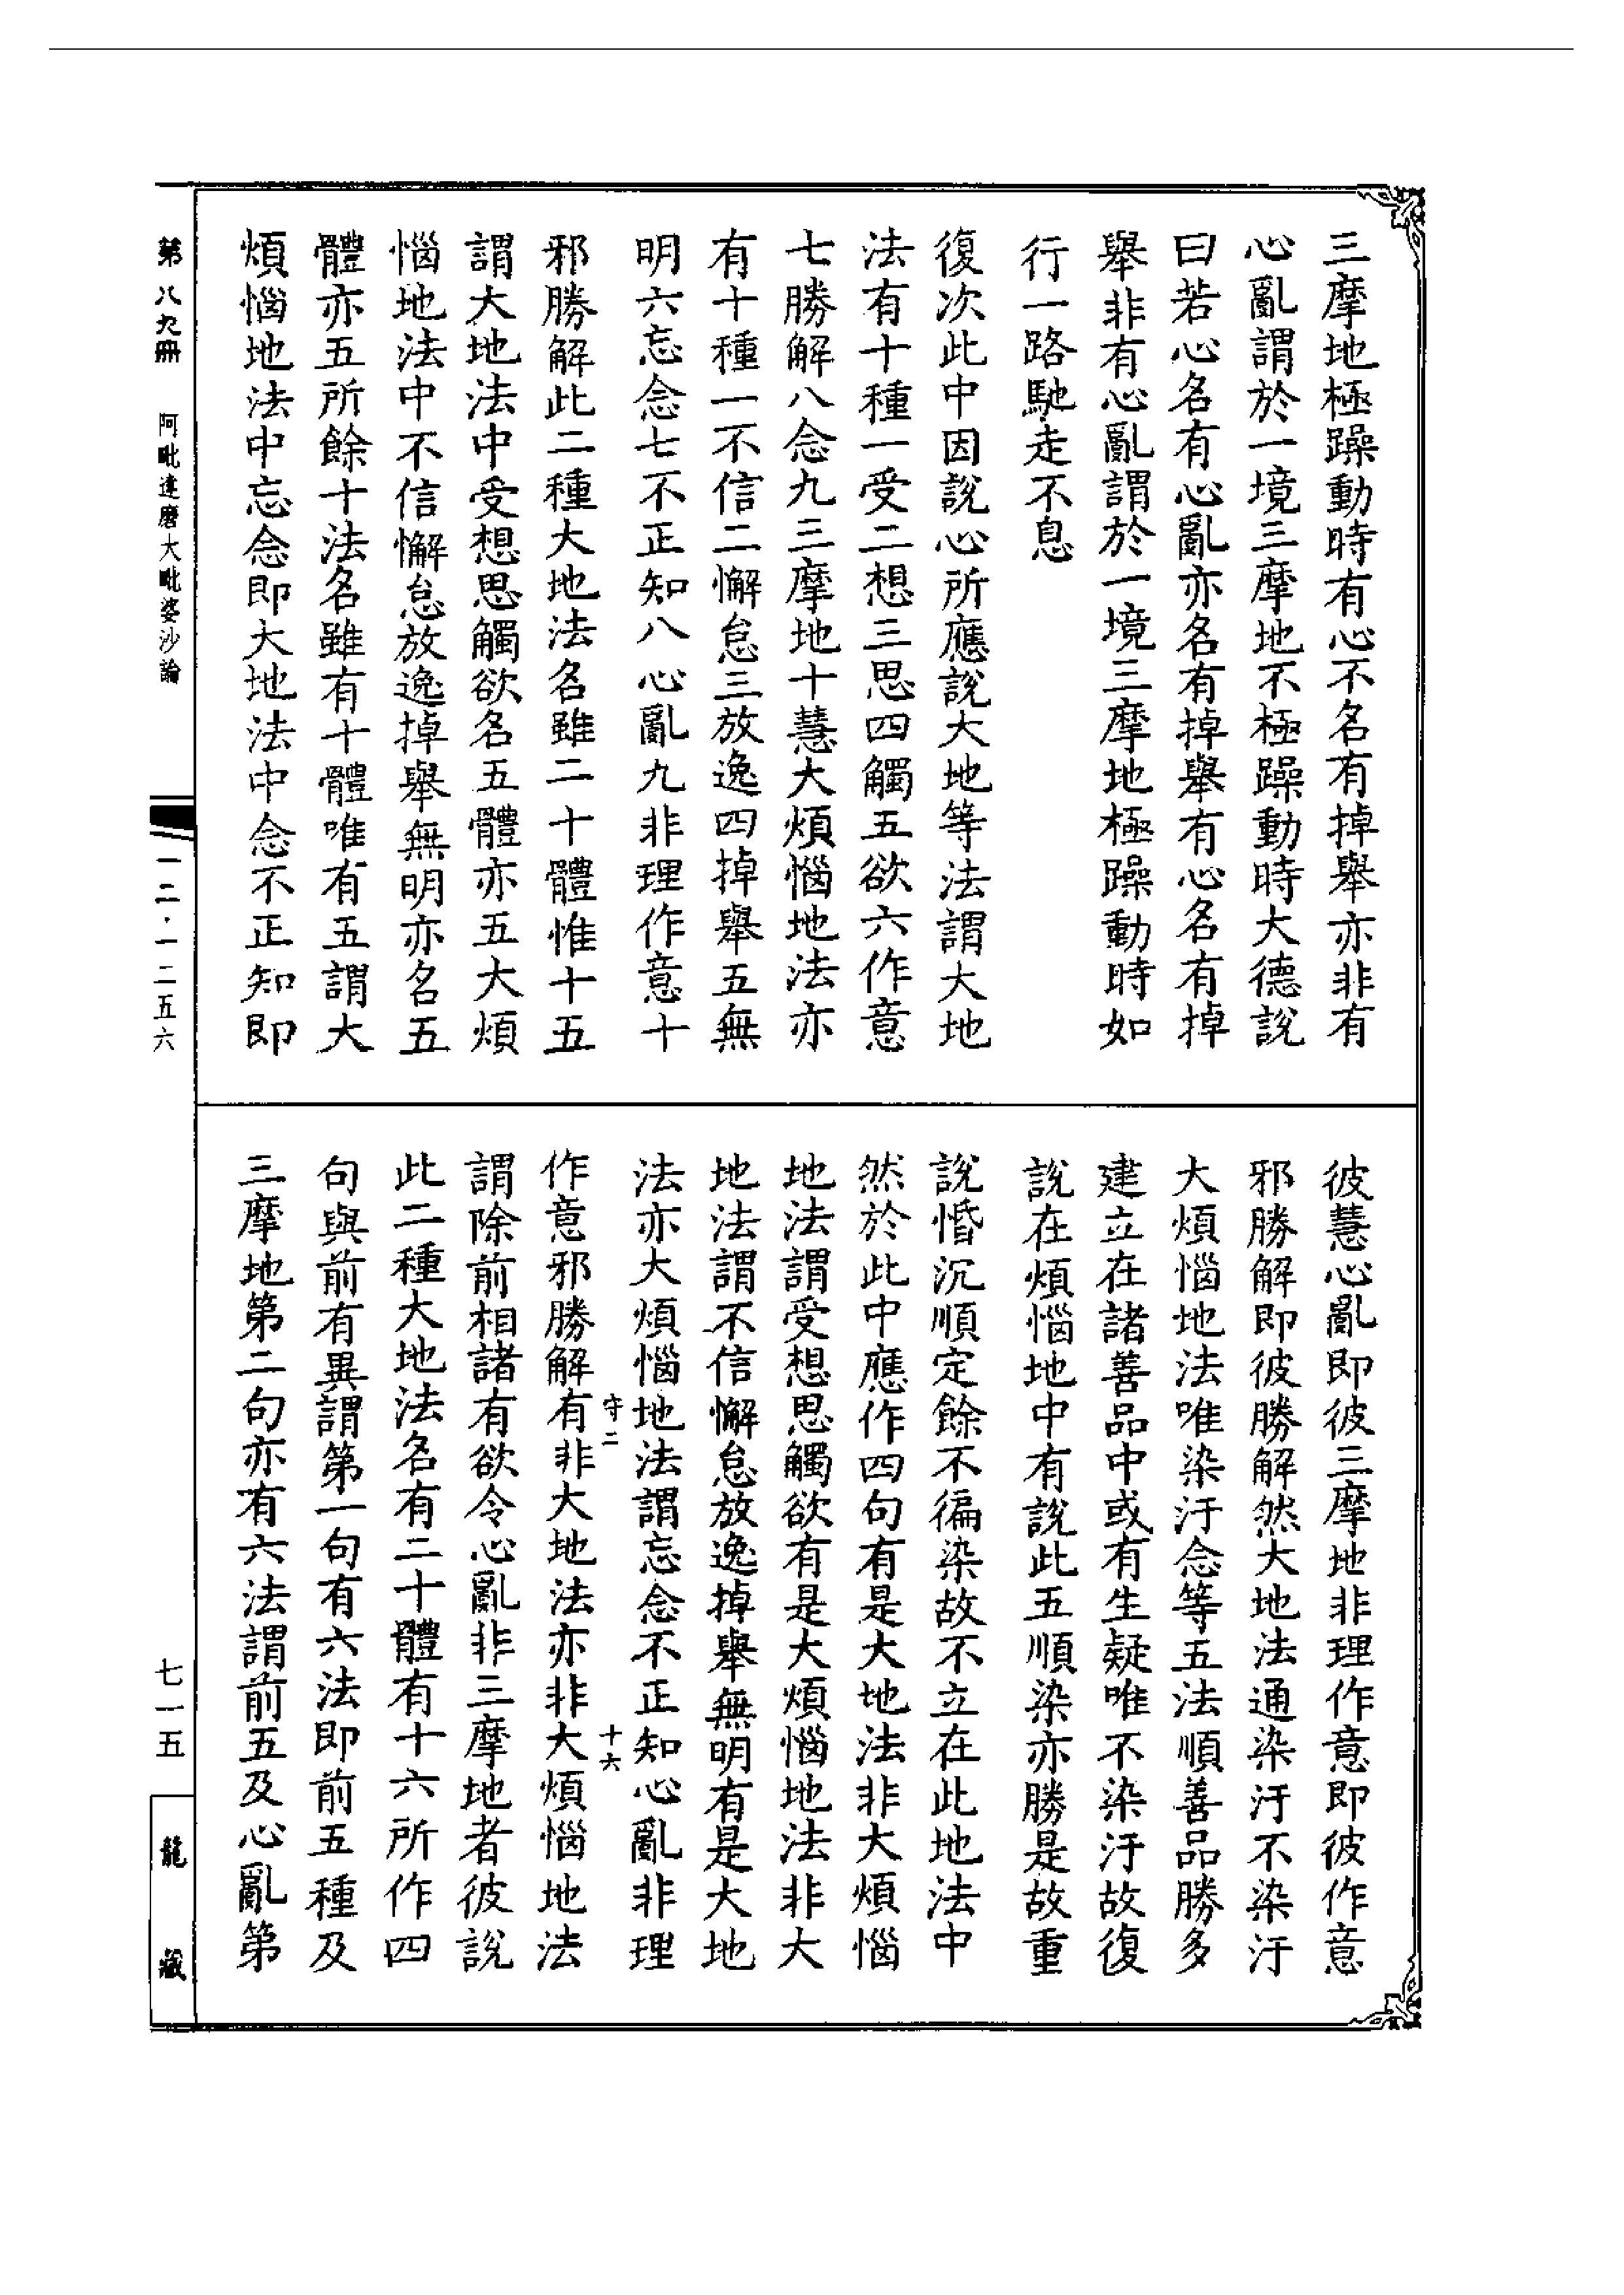 三摩地極躁動時有心不名有掉舉亦非有
心亂謂於一境三摩地不極躁動時大德說
曰若心名有心亂亦名有掉舉有心名有掉
舉非有心亂謂於一境三摩地極躁動時如
行一路馳走不息
復次此中因說心所應說大地等法謂大地
法有十種一受二想三思四觸五欲六作意
七勝解八念九三摩地十慧大煩惱地法亦
有十種一不信二懈怠三放逸四掉舉五無
明六忘念七不正知八心亂九非理作意十
邪勝解此二種大地法名雖二十體惟十五
謂大地法中受想思觸欲名五體亦五大煩
惱地法中不信懈怠放逸掉舉無明亦名五
體亦五所餘十法名雖有十體唯有五謂大
煩惱地法中忘念即大地法中念不正知即
彼慧心亂即彼三摩地非理作意即彼作意
邪勝解即彼勝解然大地法通染汙不染汙
大煩惱地法唯染汙念等五法順善品勝多
建立在諸善品中或有生疑唯不染汙故復
說在煩惱地中有說此五順染亦勝是故重
說惛沉順定餘不徧染故不立在此地法中
然於此中應作四句有是大地法非大煩惱
地法謂受想思觸欲有是大煩惱地法非大
地法謂不信懈怠放逸掉舉無明有是大地
法亦大煩惱地法謂忘念不正知心亂非理
守二 十六
作意邪勝解有非大地法亦非大煩惱地法
謂除前相諸有欲令心亂非三摩地者彼說
此二種大地法名有二十體有十六所作四
句與前有異謂第一句有六法即前五種及
三摩地第二句亦有六法謂前五及心亂第
第八九冊 阿毗達磨大毗婆沙論 一二·一二五六 七一五 龍藏